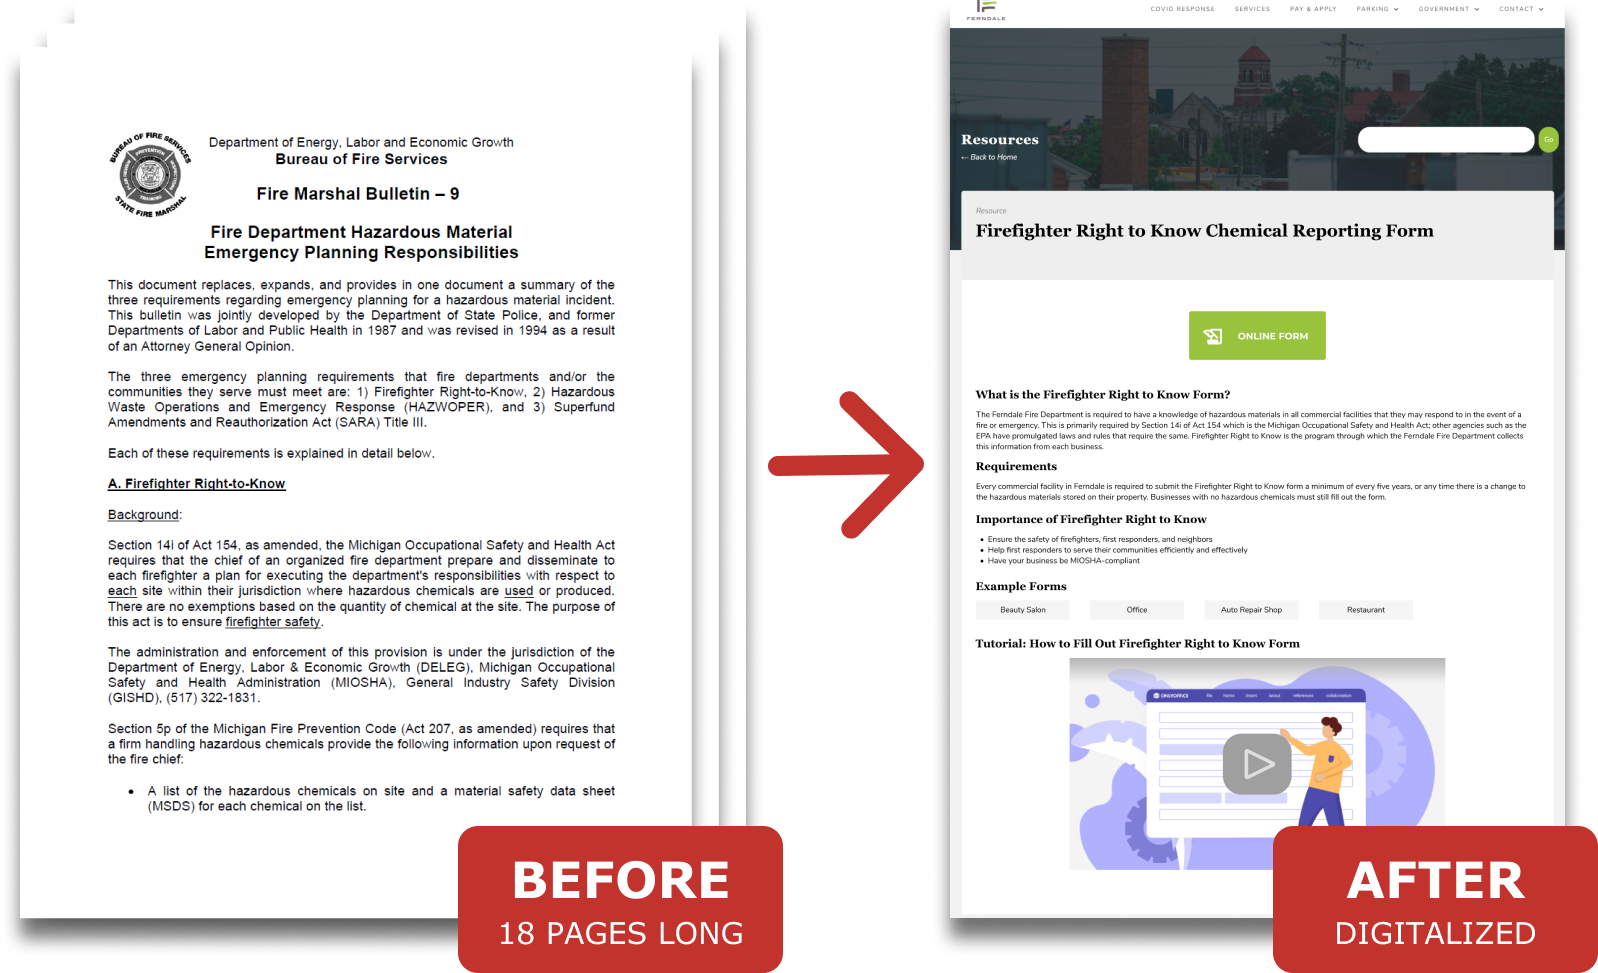 BUREAU OF FIRE SERVICES
PREVENTION
TRAINING
STATE FIRE MARSHAL
Department of Energy, Labor and Economic Growth
Bureau of Fire Services
Fire Marshal Bulletin – 9
Fire Department Hazardous Material
Emergency Planning Responsibilities
This document replaces, expands, and provides in one document a summary of the
three requirements regarding emergency planning for a hazardous material incident.
This bulletin was jointly developed by the Department of State Police, and former
Departments of Labor and Public Health in 1987 and was revised in 1994 as a result
of an Attorney General Opinion.
The three emergency planning requirements that fire departments and/or the
communities they serve must meet are: 1) Firefighter Right-to-Know, 2) Hazardous
Waste Operations and Emergency Response (HAZWOPER), and 3) Superfund
Amendments and Reauthorization Act (SARA) Title III.
Each of these requirements is explained in detail below.
A. Firefighter Right-to-Know
Background:
Section 14i of Act 154, as amended, the Michigan Occupational Safety and Health Act
requires that the chief of an organized fire department prepare and disseminate to
each firefighter a plan for executing the department's responsibilities with respect to
each site within their jurisdiction where hazardous chemicals are used or produced.
There are no exemptions based on the quantity of chemical at the site. The purpose of
this act is to ensure firefighter safety.
The administration and enforcement of this provision is under the jurisdiction of the
Department of Energy, Labor & Economic Growth (DELEG), Michigan Occupational
Safety and Health Administration (MIOSHA), General Industry Safety Division
(GISHD), (517) 322-1831.
Section 5p of the Michigan Fire Prevention Code (Act 207, as amended) requires that
a firm handling hazardous chemicals provide the following information upon request of
the fire chief:
• A list of the hazardous chemicals on site and a material safety data sheet
(MSDS) for each chemical on the list.
BEFORE
18 PAGES LONG
FERNDALE
COVID RESPONSE SERVICES PAY & APPLY PARKING GOVERNMENT CONTACT
Resources
← Back to Home
Go
Resource
Firefighter Right to Know Chemical Reporting Form
ONLINE FORM
What is the Firefighter Right to Know Form?
The Ferndale Fire Department is required to have a knowledge of hazardous materials in all commercial facilities that they may respond to in the event of a
fire or emergency. This is primarily required by Section 14i of Act 154 which is the Michigan Occupational Safety and Health Act; other agencies such as the
EPA have promulgated laws and rules that require the same. Firefighter Right to Know is the program through which the Ferndale Fire Department collects
this information from each business.
Requirements
Every commercial facility in Ferndale is required to submit the Firefighter Right to Know form a minimum of every five years, or any time there is a change to
the hazardous materials stored on their property. Businesses with no hazardous chemicals must still fill out the form.
Importance of Firefighter Right to Know
• Ensure the safety of firefighters, first responders, and neighbors
• Help first responders to serve their communities efficiently and effectively
• Have your business be MIOSHA-compliant
Example Forms
Beauty Salon Office Auto Repair Shop Restaurant
Tutorial: How to Fill Out Firefighter Right to Know Form
ONLYOFFICE file home insert layout references collaboration
AFTER
DIGITALIZED